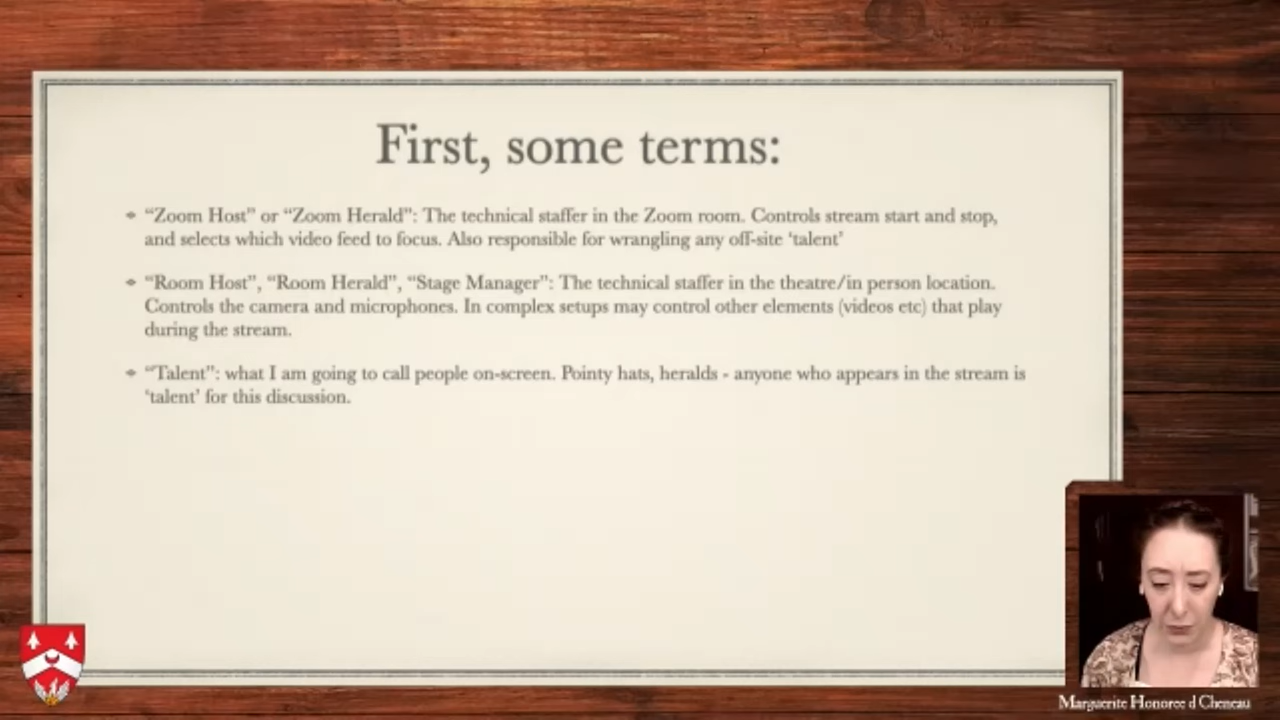 First, some terms:
“Zoom Host” or “Zoom Herald”: The technical staffer in the Zoom room. Controls stream start and stop,
and selects which video feed to focus. Also responsible for wrangling any off-site ‘talent’
“Room Host”, “Room Herald”, “Stage Manager”: The technical staffer in the theatre/in person location.
Controls the camera and microphones. In complex setups may control other elements (videos etc) that play
during the stream.
“Talent”: what I am going to call people on-screen. Pointy hats, heralds - anyone who appears in the stream is
‘talent’ for this discussion.
Marguerite Honoree d Cheneau